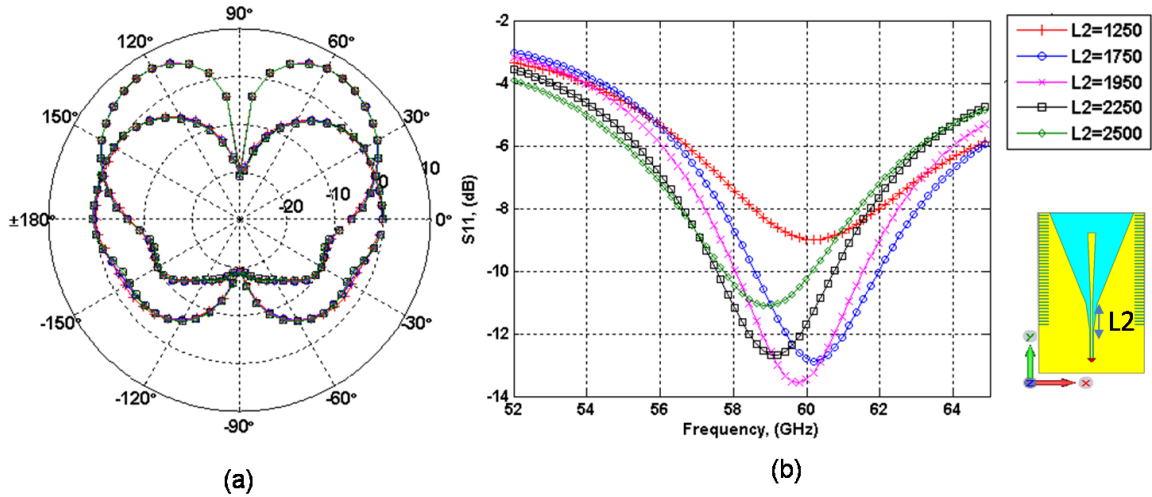 90°
120°
60°
150°
30°
10
0
-10
-20
±180°
0°
-150°
-30°
-120°
-60°
-90°
(a)
-2
-4
-6
-8
-10
-12
-14
S11, (dB)
52
54
56
58
60
62
64
Frequency, (GHz)
(b)
L2=1250
L2=1750
L2=1950
L2=2250
L2=2500
L2
Y
Z
X